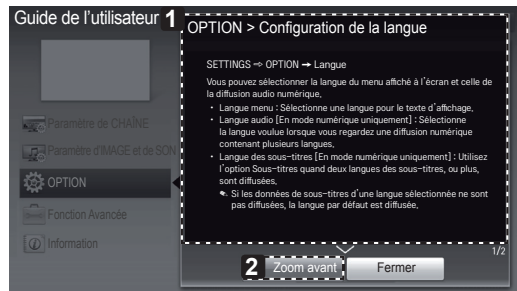 Guide de l'utilisateur
1
OPTION > Configuration de la langue
SETTINGS ⇨ OPTION ➞ Langue
Vous pouvez sélectionner la langue du menu affiché à l'écran et celle de
la diffusion audio numérique.
• Langue menu : Sélectionne une langue pour le texte d'affichage.
• Langue audio [En mode numérique uniquement] : Sélectionne
la langue voulue lorsque vous regardez une diffusion numérique
contenant plusieurs langues.
• Langue des sous-titres [En mode numérique uniquement] : Utilisez
l'option Sous-titres quand deux langues des sous-titres, ou plus,
sont diffusées.
Si les données de sous-titres d'une langue sélectionnée ne sont
pas diffusées, la langue par défaut est diffusée.
Paramètre de CHAÎNE
Paramètre d'IMAGE et de SON
OPTION
Fonction Avancée
Information
1/2
2
Zoom avant
Fermer